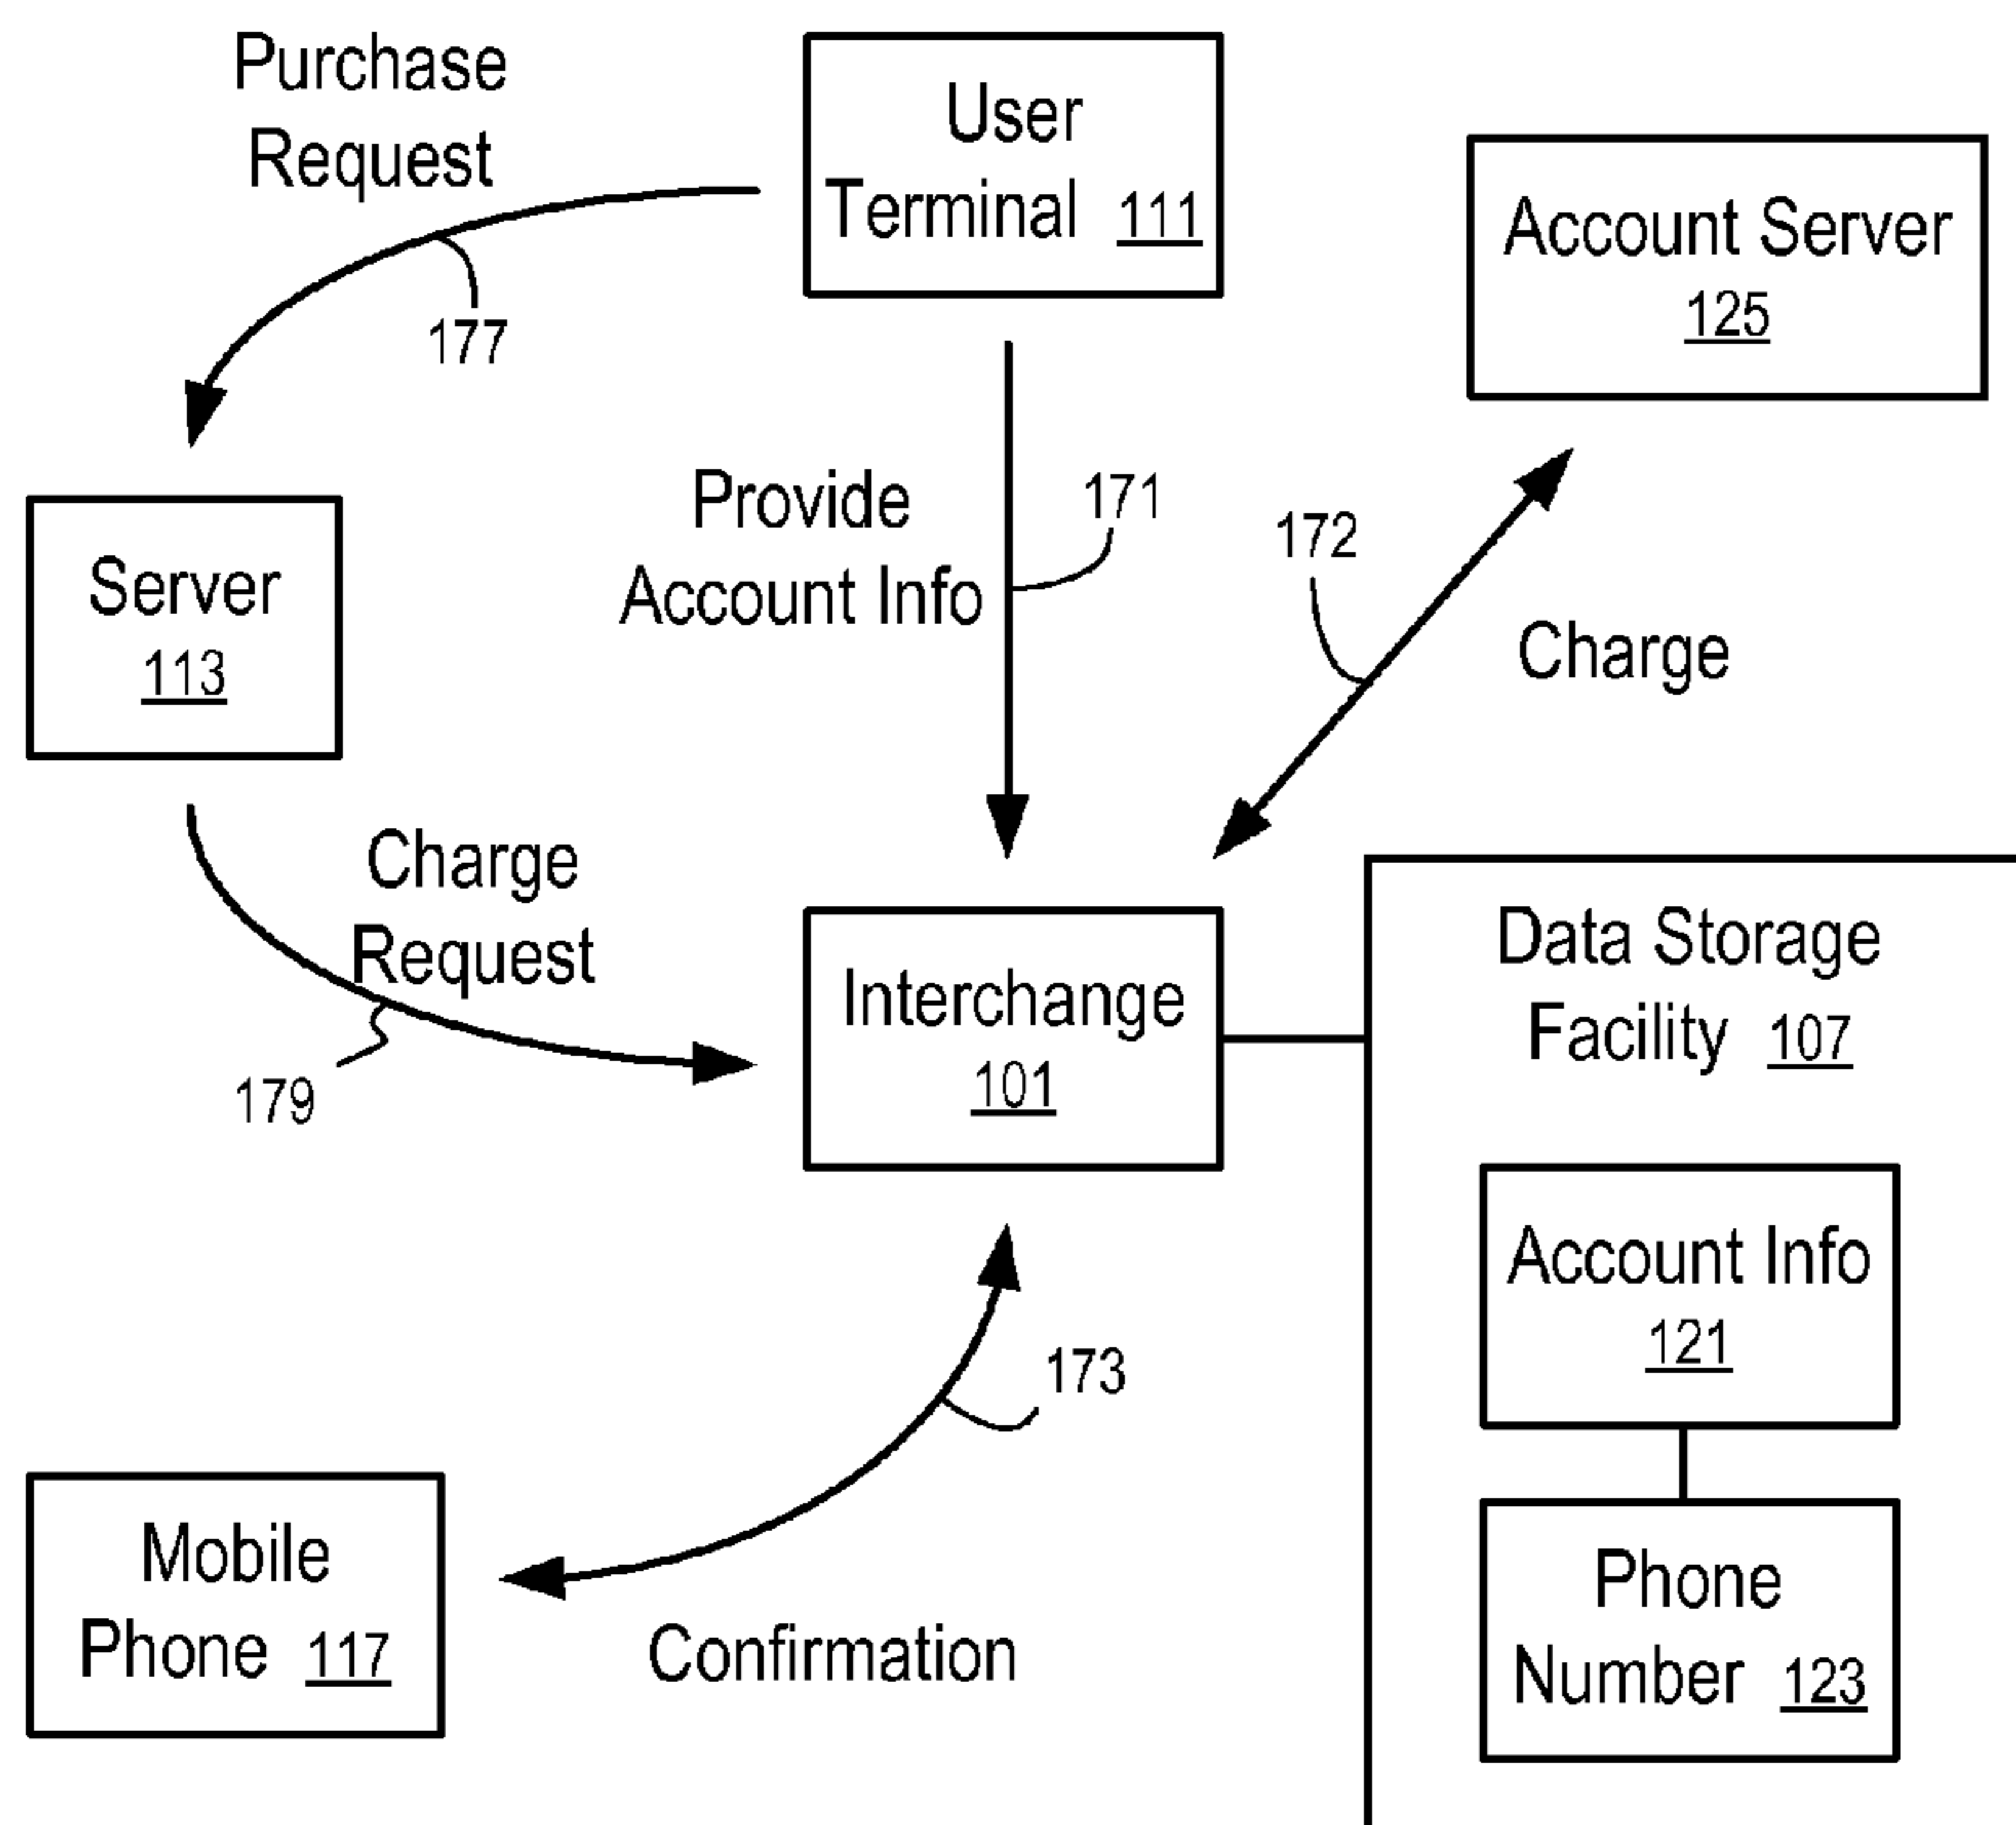 Purchase
Request
177
User
Terminal 111
Account Server
125
Provide
Account Info
171
172
Charge
Server
113
Charge
Request
179
Interchange
101
Data Storage
Facility 107
Account Info
121
Phone
Number 123
173
Confirmation
Mobile
Phone 117